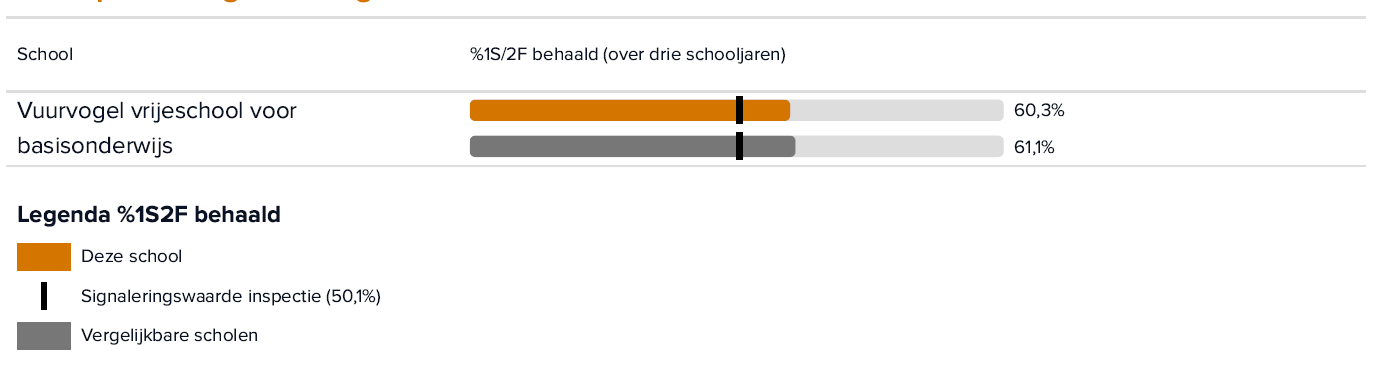 School %1S/2F behaald (over drie schooljaren)
Vuurvogel vrijeschool voor 60,3%
basisonderwijs 61,1%
Legenda %1S2F behaald
Deze school
Signaleringswaarde inspectie (50,1%)
Vergelijkbare scholen